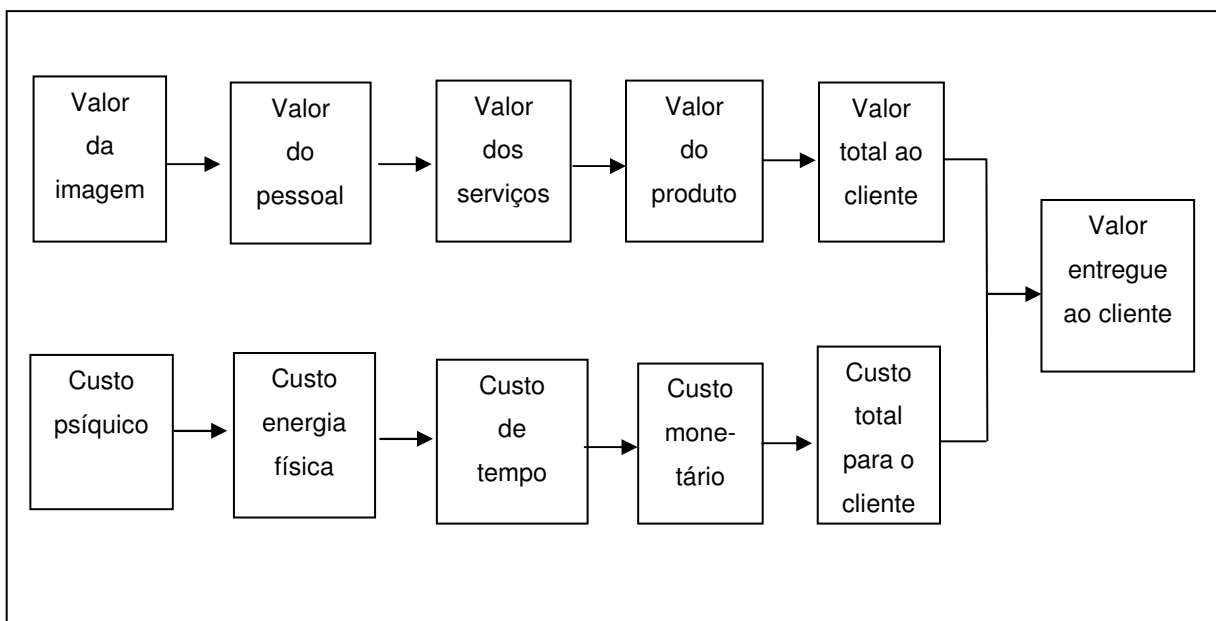 Valor
da
imagem
Valor
do
pessoal
Valor
dos
serviços
Valor
do
produto
Valor
total ao
cliente
Valor
entregue
ao cliente
Custo
psíquico
Custo
energia
física
Custo
de
tempo
Custo
mone-
tário
Custo
total
para o
cliente